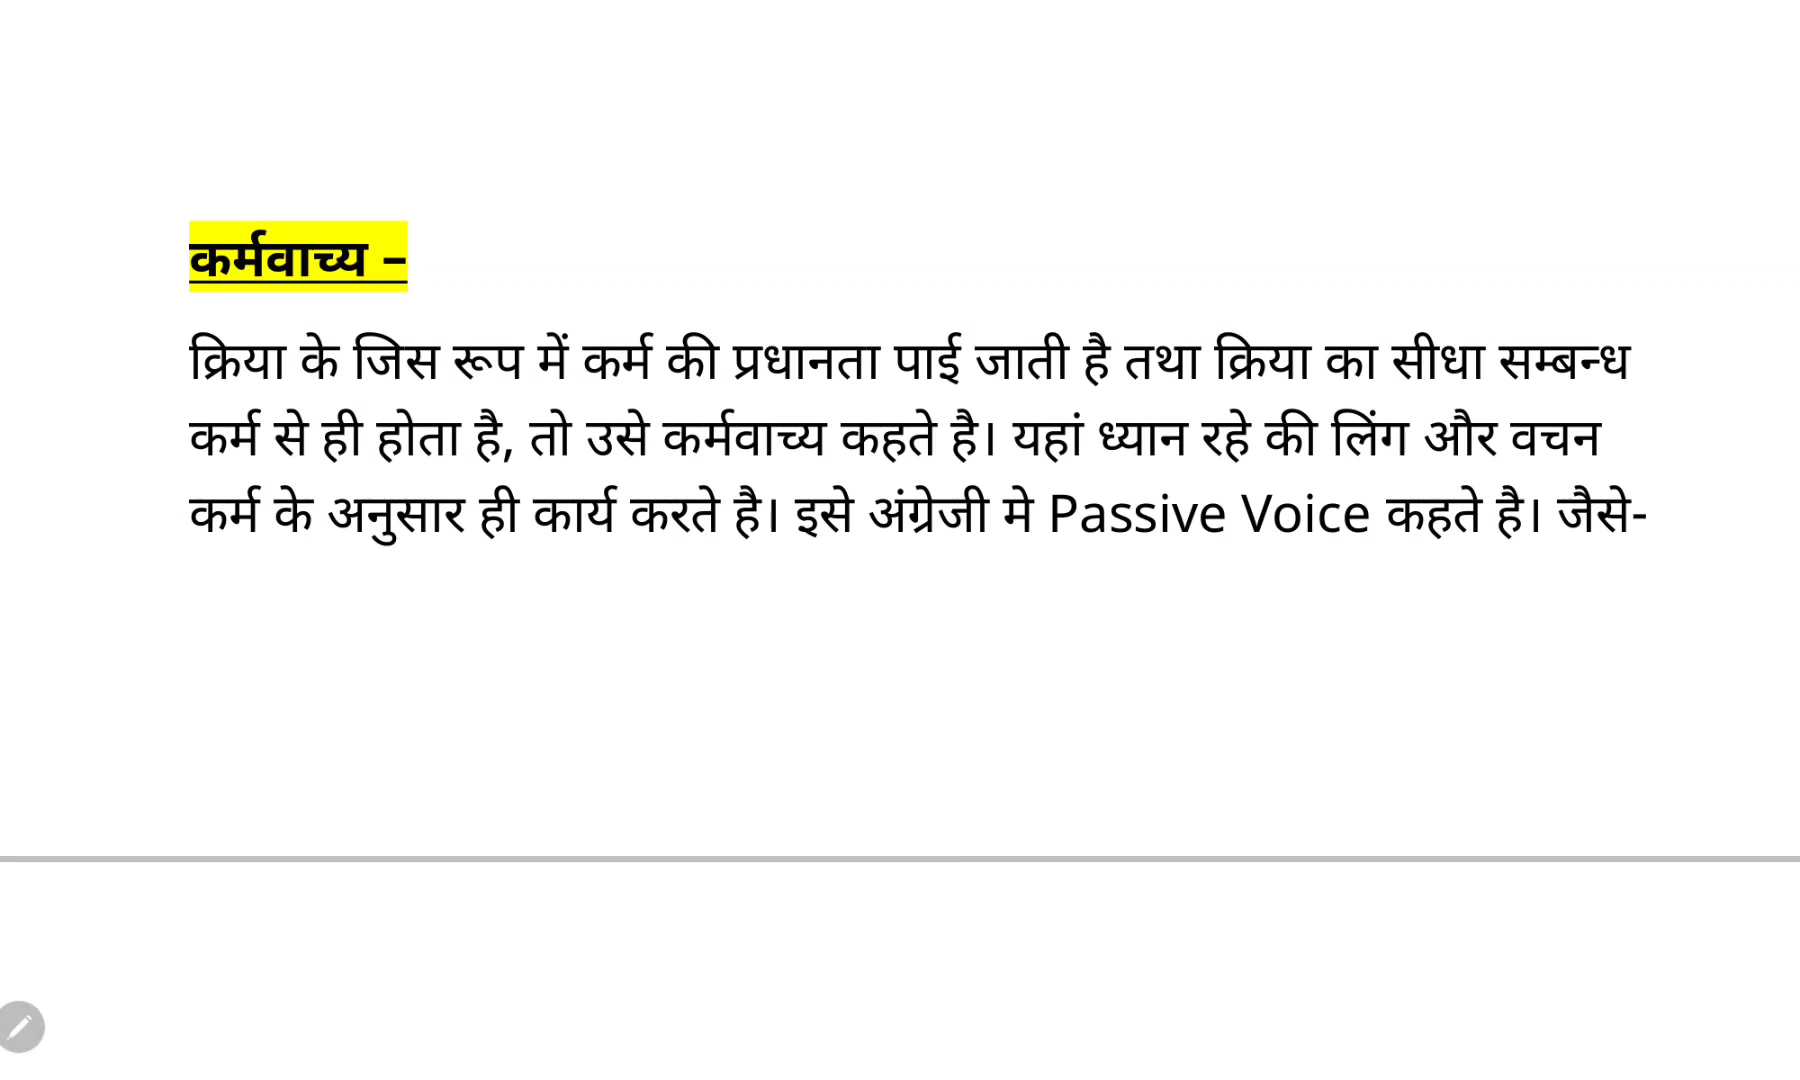 कर्मवाच्य –
क्रिया के जिस रूप में कर्म की प्रधानता पाई जाती है तथा क्रिया का सीधा सम्बन्ध
कर्म से ही होता है, तो उसे कर्मवाच्य कहते है। यहां ध्यान रहे की लिंग और वचन
कर्म के अनुसार ही कार्य करते है। इसे अंग्रेजी मे Passive Voice कहते है। जैसे-